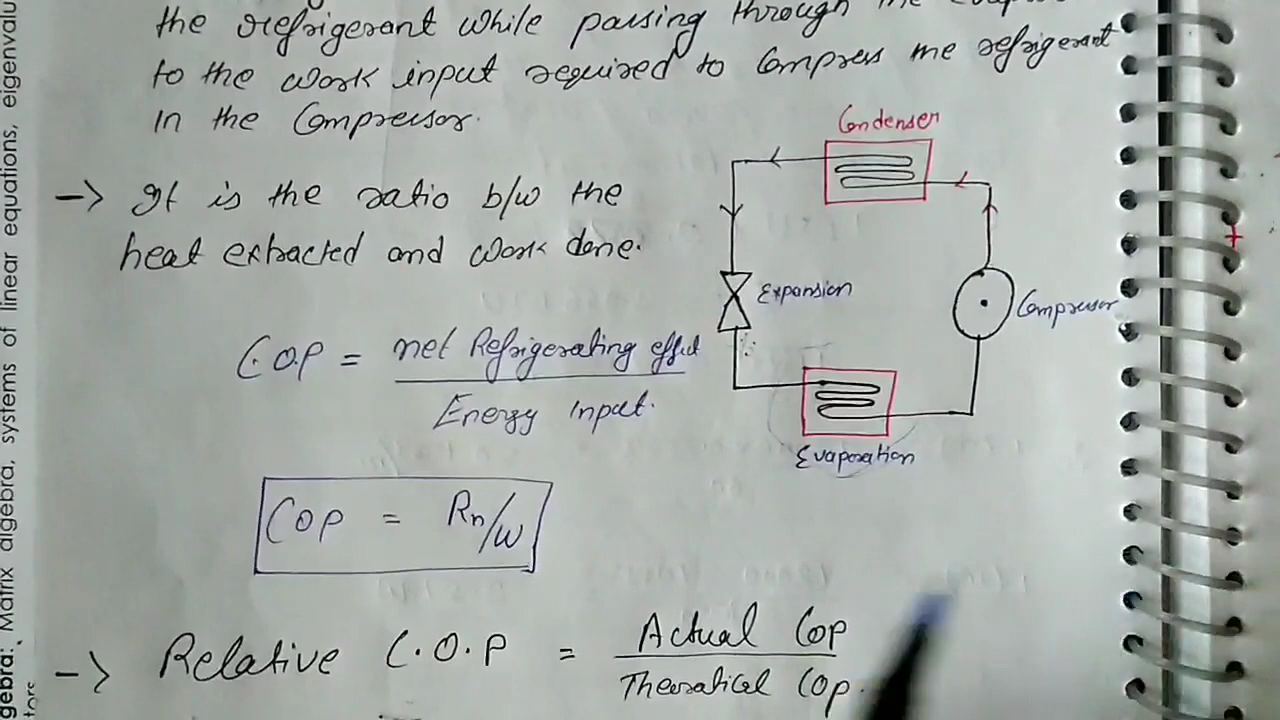 the refrigerant while passing through the
to the work input required to Compress the refrigerant
in the Compressor.
-> It is the ratio b/w the
heat extracted and work done.
C.O.P = net Refrigerating effect
Energy Input.
COP = Rn/w
-> Relative C.O.P = Actual Cop
Theoratical Cop.
Condenser
Expansion
Compressor
Evaporation
gebra: Matrix algebra, systems of linear equations, eigenvalu
tors